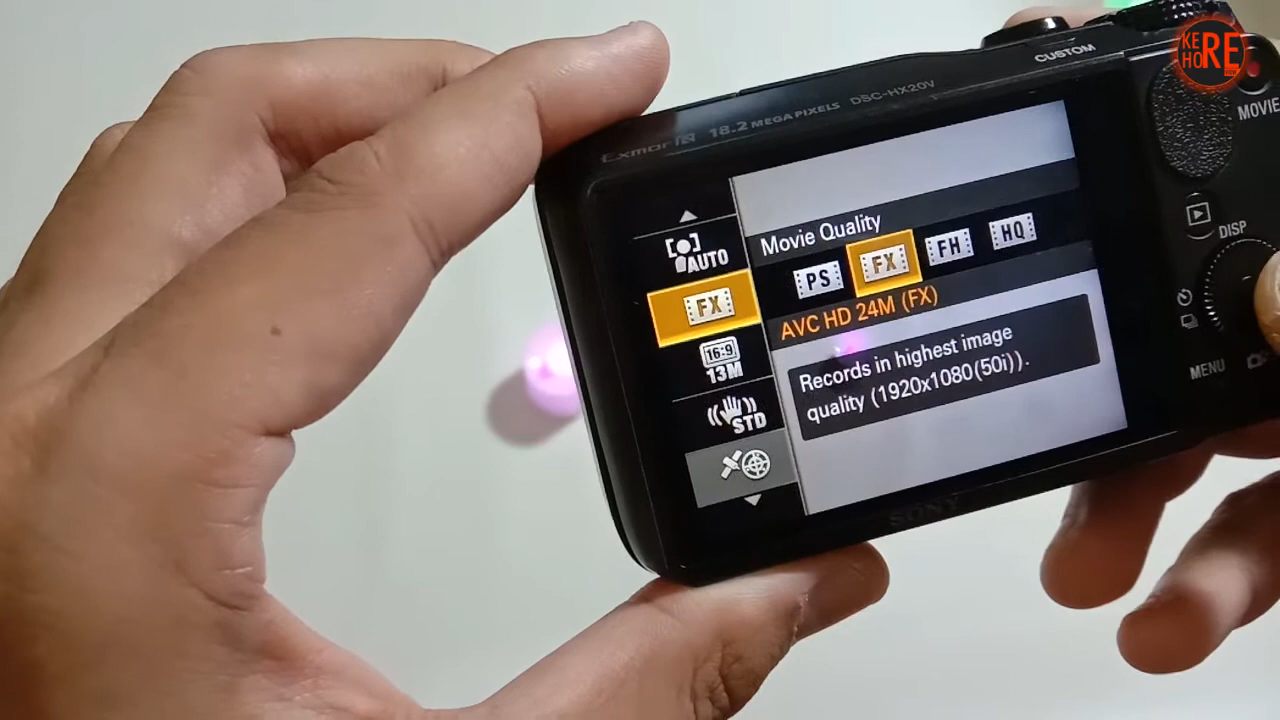 KE
HO RE
CUSTOM
Exmor R 18.2 MEGA PIXELS DSC-HX20V
MOVIE
DISP
MENU
SONY
AUTO
FX
16:9
13M
STD
Movie Quality
PS FX FH HQ
AVC HD 24M (FX)
Records in highest image
quality (1920x1080(50i)).